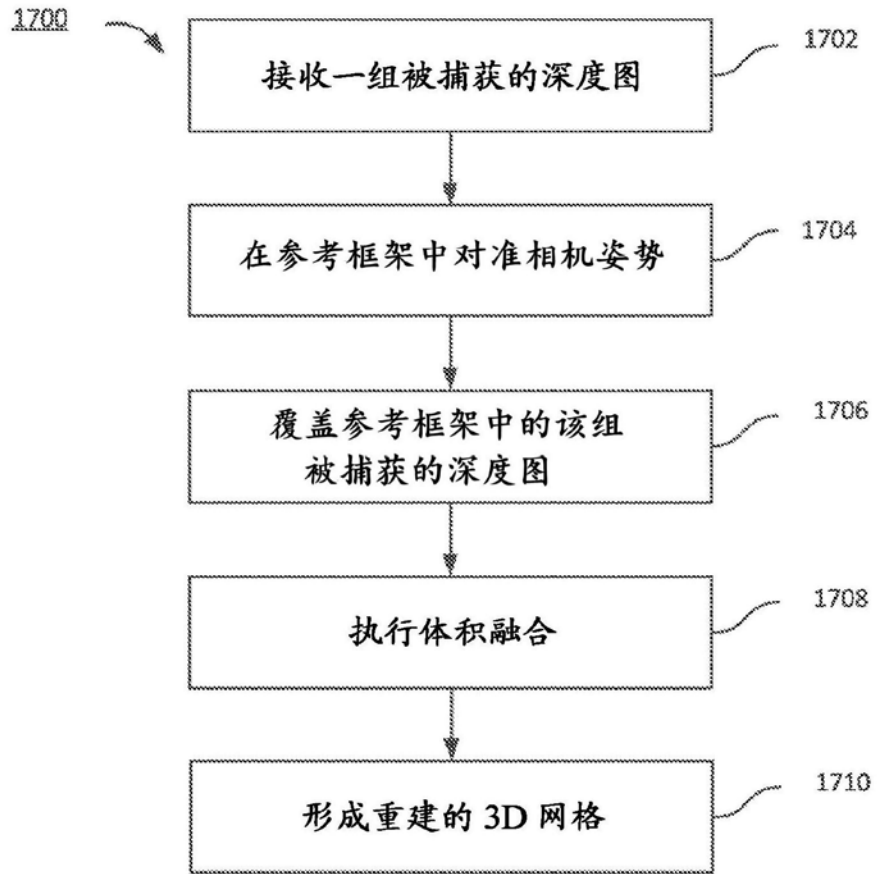 1700
1702
接收一组被捕获的深度图
1704
在参考框架中对准相机姿势
1706
覆盖参考框架中的该组
被捕获的深度图
1708
执行体积融合
1710
形成重建的 3D 网格